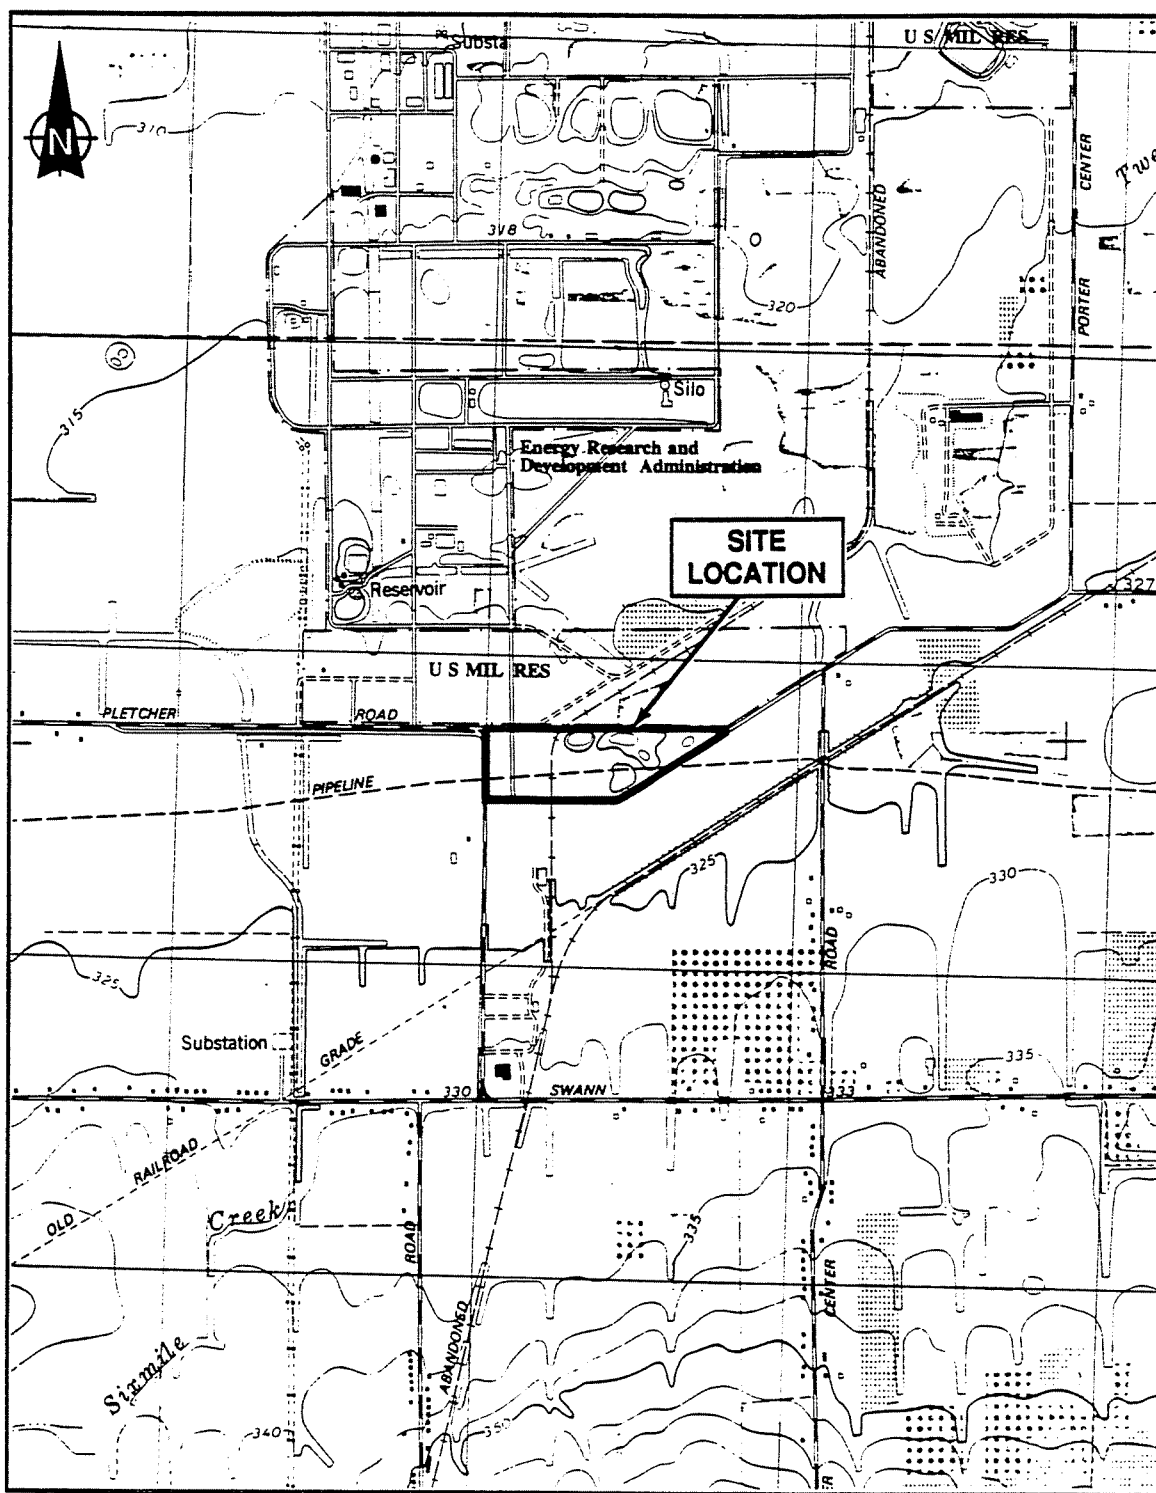 U S MIL RES
Substa
N
310
CENTER
Twe
ABANDONED
318
320
PORTER
CO
315
Silo
Energy Research and
Development Administration
SITE
LOCATION
327
Reservoir
U S MIL RES
PLETCHER
ROAD
PIPELINE
325
330
ROAD
325
Substation
GRADE
335
330
SWANN
333
RAILROAD
OLD
Creek
ROAD
335
CENTER
ABANDONED
Sixmile
340
350
ER